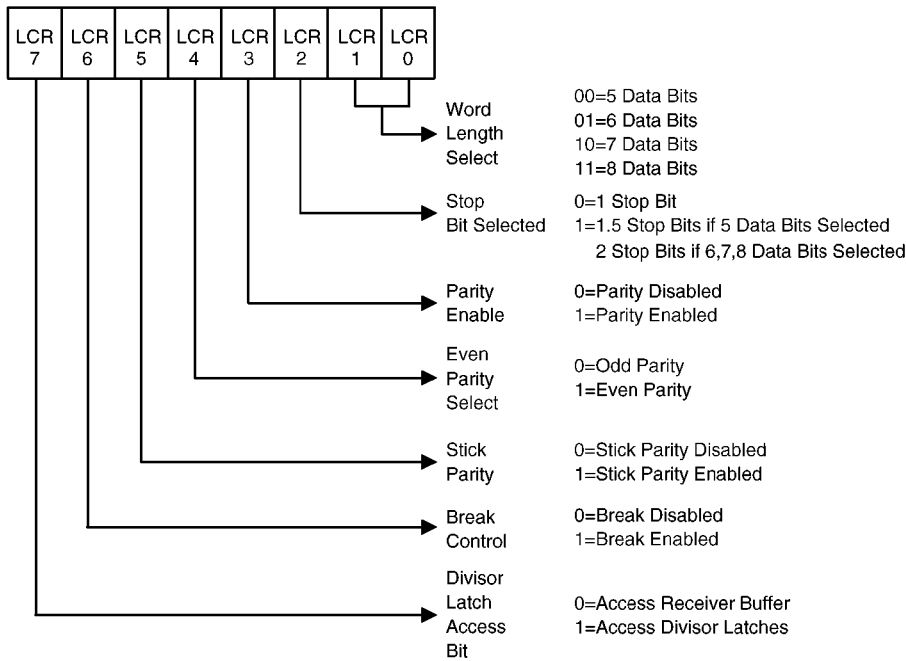 LCR LCR LCR LCR LCR LCR LCR LCR
7 6 5 4 3 2 1 0
Word
Length
Select
00=5 Data Bits
01=6 Data Bits
10=7 Data Bits
11=8 Data Bits
Stop
Bit Selected
0=1 Stop Bit
1=1.5 Stop Bits if 5 Data Bits Selected
2 Stop Bits if 6,7,8 Data Bits Selected
Parity
Enable
0=Parity Disabled
1=Parity Enabled
Even
Parity
Select
0=Odd Parity
1=Even Parity
Stick
Parity
0=Stick Parity Disabled
1=Stick Parity Enabled
Break
Control
0=Break Disabled
1=Break Enabled
Divisor
Latch
Access
Bit
0=Access Receiver Buffer
1=Access Divisor Latches